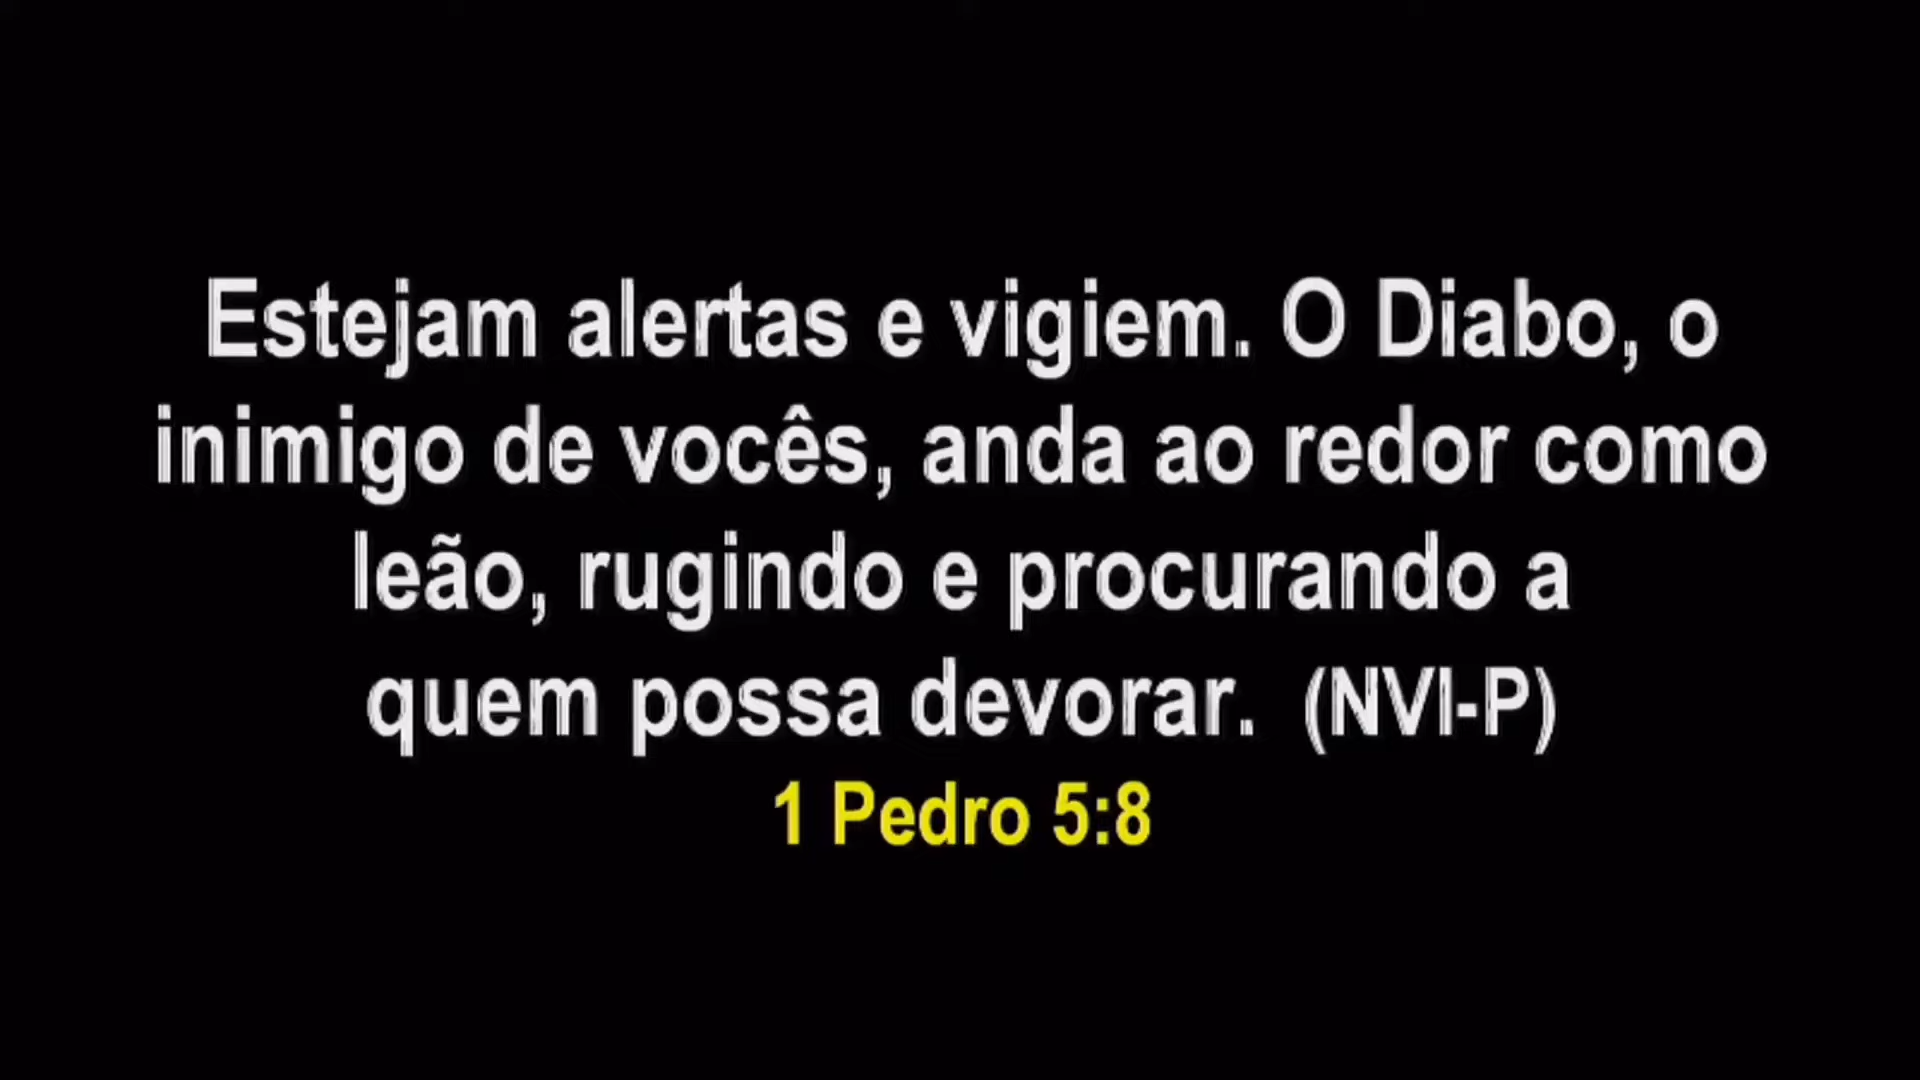 Estejam alertas e vigiem. O Diabo, o
inimigo de vocês, anda ao redor como
leão, rugindo e procurando a
quem possa devorar. (NVI-P)
1 Pedro 5:8